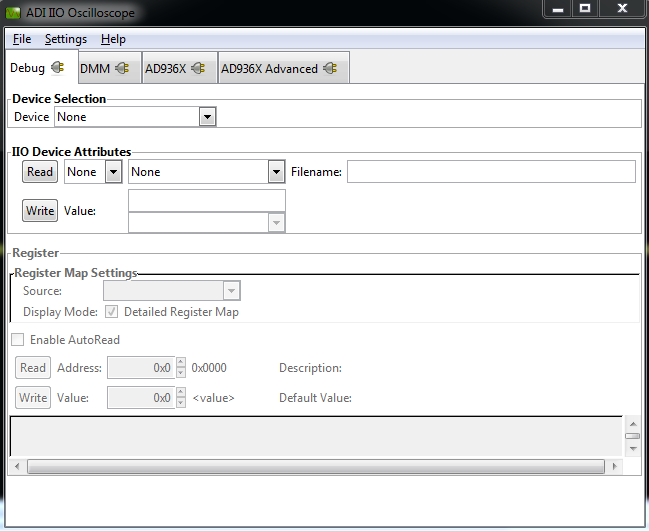 ADI IIO Oscilloscope
File Settings Help
Debug DMM AD936X AD936X Advanced
Device Selection
Device None
IIO Device Attributes
Read None None Filename:
Write Value:
Register
Register Map Settings
Source:
Display Mode: Detailed Register Map
Enable AutoRead
Read Address: 0x0 0x0000 Description:
Write Value: 0x0 <value> Default Value: